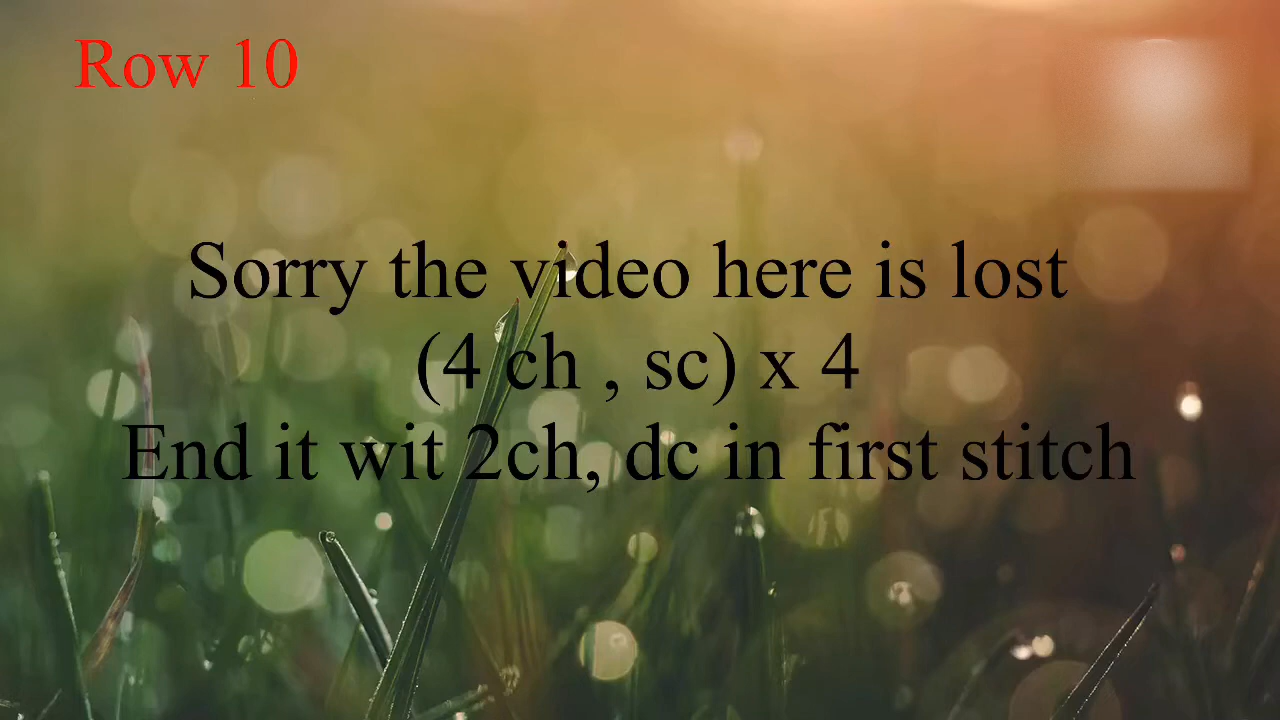 Row 10
Sorry the video here is lost
(4 ch , sc) x 4
End it wit 2ch, dc in first stitch